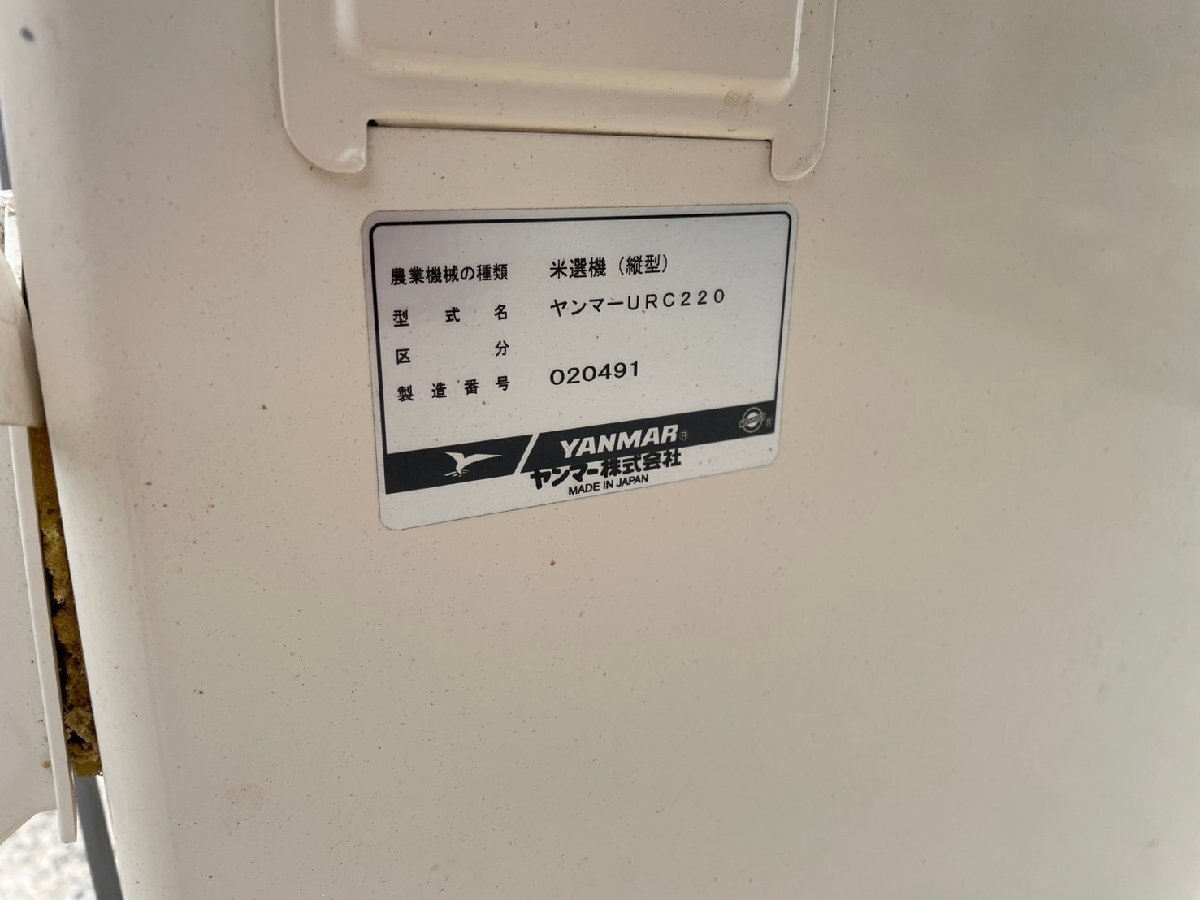 農業機械の種類 米選機（縦型）
型式名 ヤンマーURC220
区分
製造番号 020491
YANMAR®
ヤンマー株式会社
MADE IN JAPAN